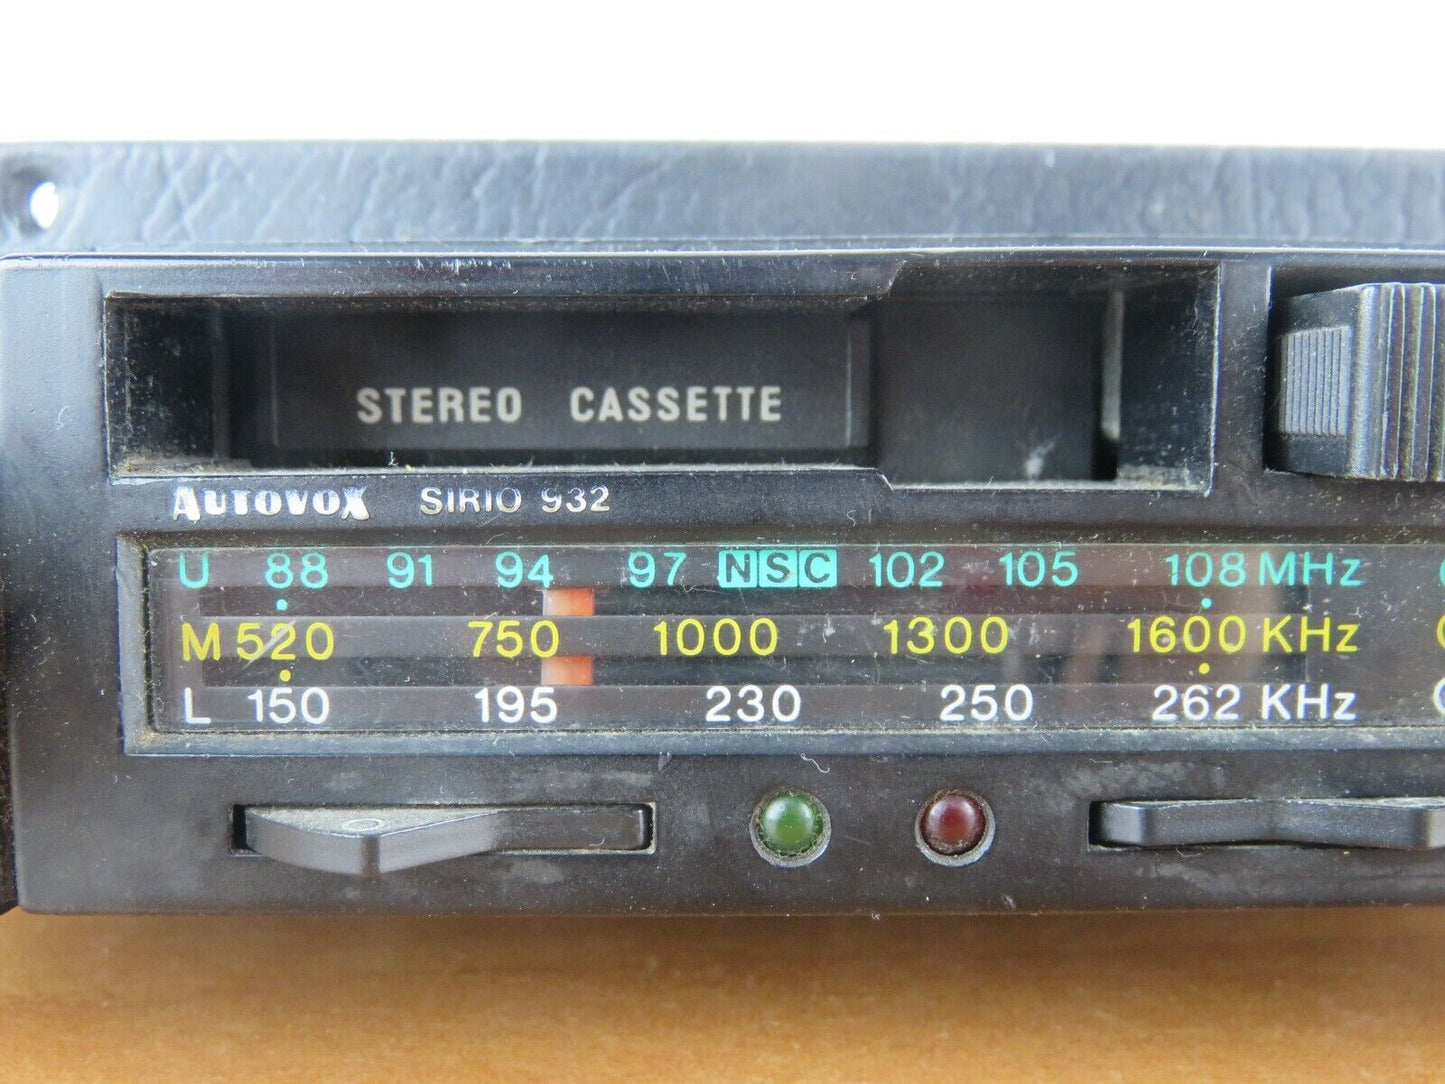 STEREO CASSETTE
AUTOVOX SIRIO 932
U 88 91 94 97 NSC 102 105 108 MHz
M 520 750 1000 1300 1600 KHz
L 150 195 230 250 262 KHz